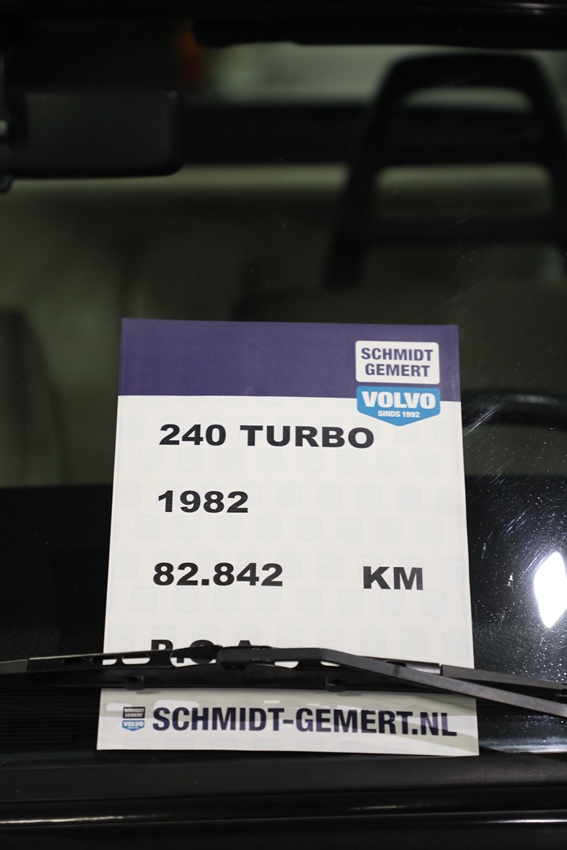 SCHMIDT
GEMERT
VOLVO
SINDS 1992
240 TURBO
1982
82.842 KM
SCHMIDT
GEMERT
VOLVO
SCHMIDT-GEMERT.NL